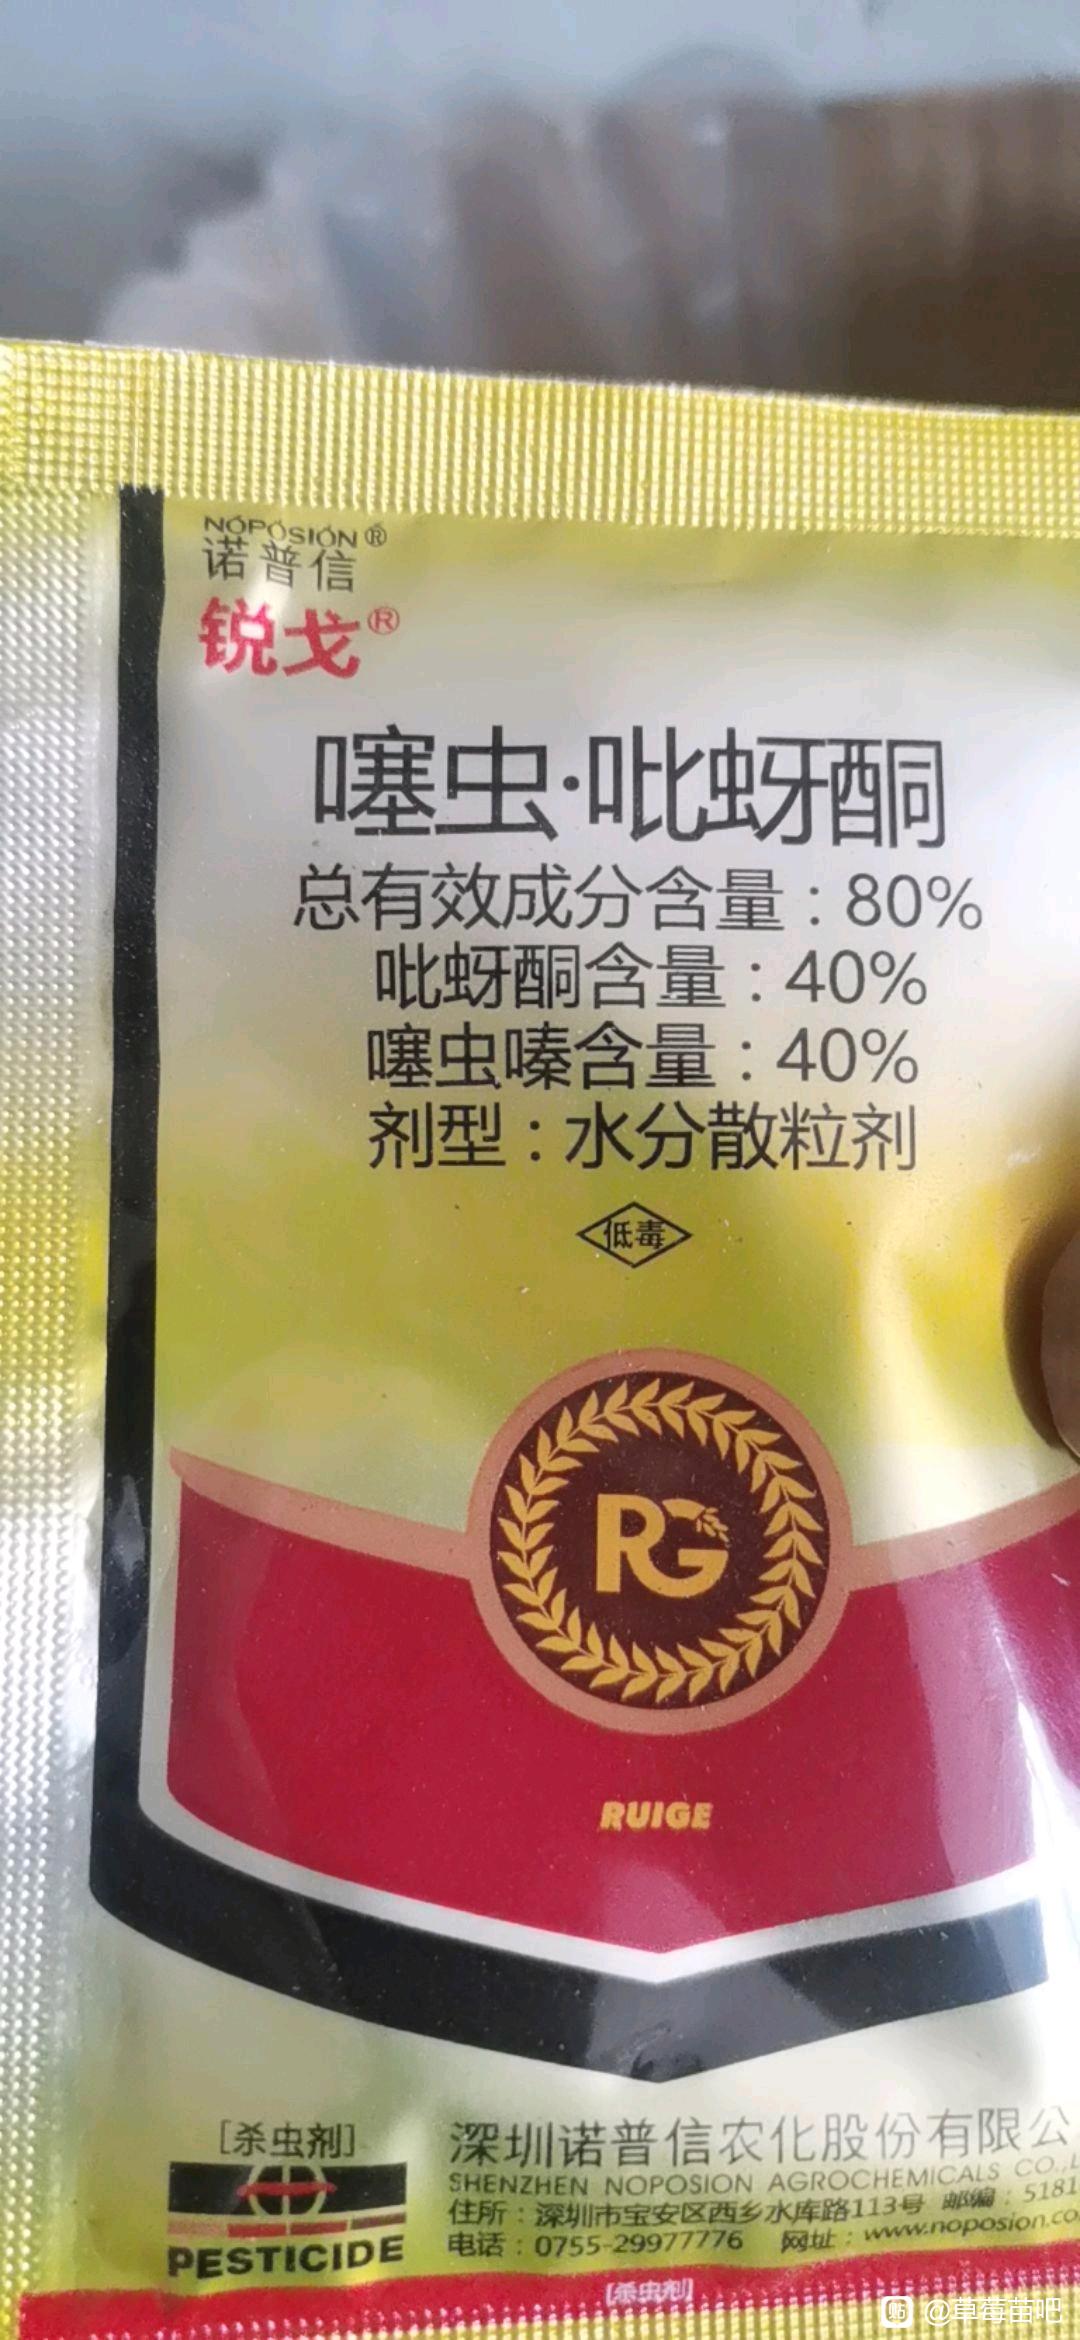 NOPOSION®
诺普信
锐戈®
噻虫·吡蚜酮
总有效成分含量：80%
吡蚜酮含量：40%
噻虫嗪含量：40%
剂型：水分散粒剂
低毒
RG
RUIGE
[杀虫剂]
PESTICIDE
深圳诺普信农化股份有限公
SHENZHEN NOPOSION AGROCHEMICALS CO.,L
住所：深圳市宝安区西乡水库路113号 邮编：5181
电话：0755-29977776 网址：www.noposion.co
[杀虫剂]
贴 @草莓苗吧